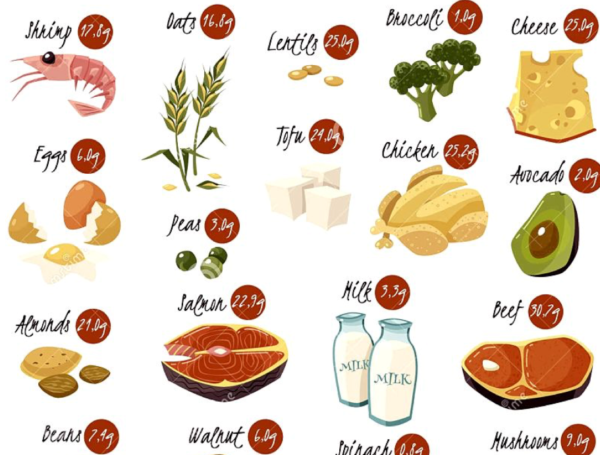 Shrimp 17,8g
Oats 16,8g
Lentils 25,0g
Broccoli 1,0g
Cheese 25,0g
Eggs 6,0g
Tofu 24,0g
Chicken 25,2g
Avocado 2,0g
Peas 3,0g
Almonds 21,0g
Salmon 22,9g
Milk 3,3g
MILK
MILK
Beef 30,7g
Beans 7,4g
Walnut 6,0g
Spinach
Mushrooms 9,0g